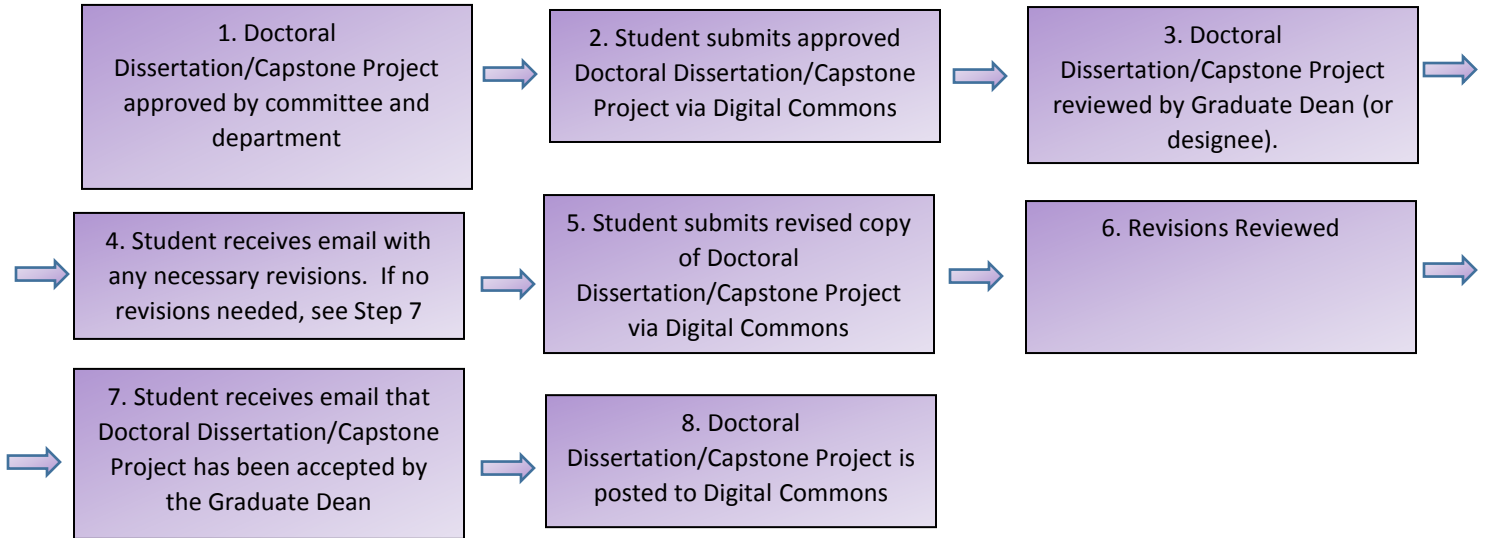 1. Doctoral
Dissertation/Capstone Project
approved by committee and
department
2. Student submits approved
Doctoral Dissertation/Capstone
Project via Digital Commons
3. Doctoral
Dissertation/Capstone Project
reviewed by Graduate Dean (or
designee).
4. Student receives email with
any necessary revisions.  If no
revisions needed, see Step 7
5. Student submits revised copy
of Doctoral
Dissertation/Capstone Project
via Digital Commons
6. Revisions Reviewed
7. Student receives email that
Doctoral Dissertation/Capstone
Project has been accepted by
the Graduate Dean
8. Doctoral
Dissertation/Capstone Project is
posted to Digital Commons